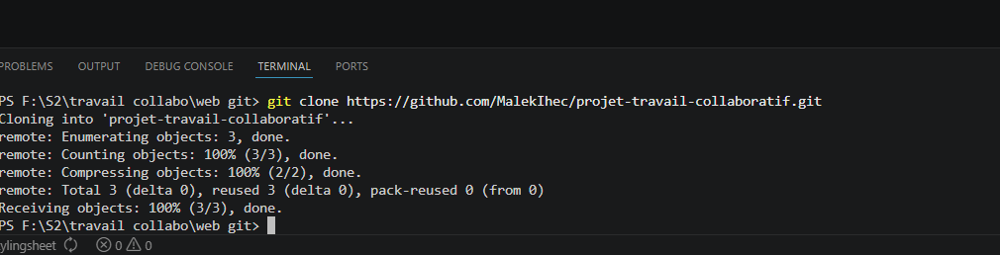 PROBLEMS OUTPUT DEBUG CONSOLE TERMINAL PORTS
PS F:\S2\travail collabo\web git> git clone https://github.com/MalekIhec/projet-travail-collaboratif.git
Cloning into 'projet-travail-collaboratif'...
remote: Enumerating objects: 3, done.
remote: Counting objects: 100% (3/3), done.
remote: Compressing objects: 100% (2/2), done.
remote: Total 3 (delta 0), reused 3 (delta 0), pack-reused 0 (from 0)
Receiving objects: 100% (3/3), done.
PS F:\S2\travail collabo\web git>
ylingsheet 0 0